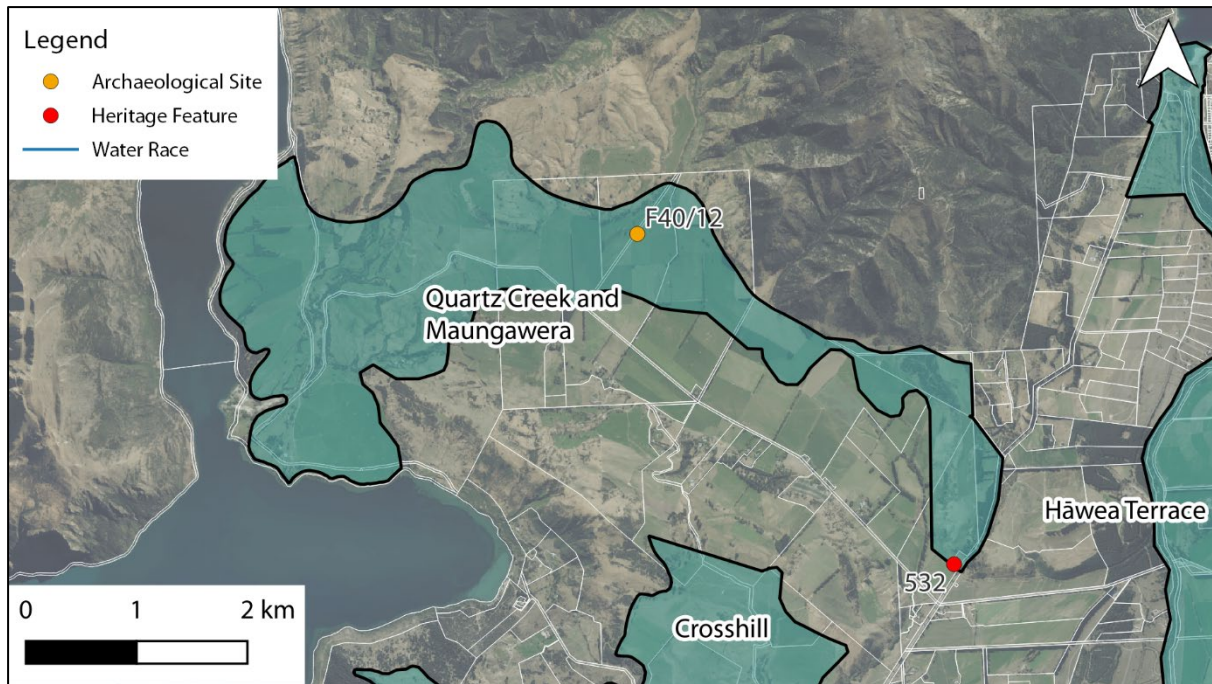 Legend
Archaeological Site
Heritage Feature
Water Race
F40/12
Quartz Creek and
Maungawera
Hāwea Terrace
532
Crosshill
0 1 2 km